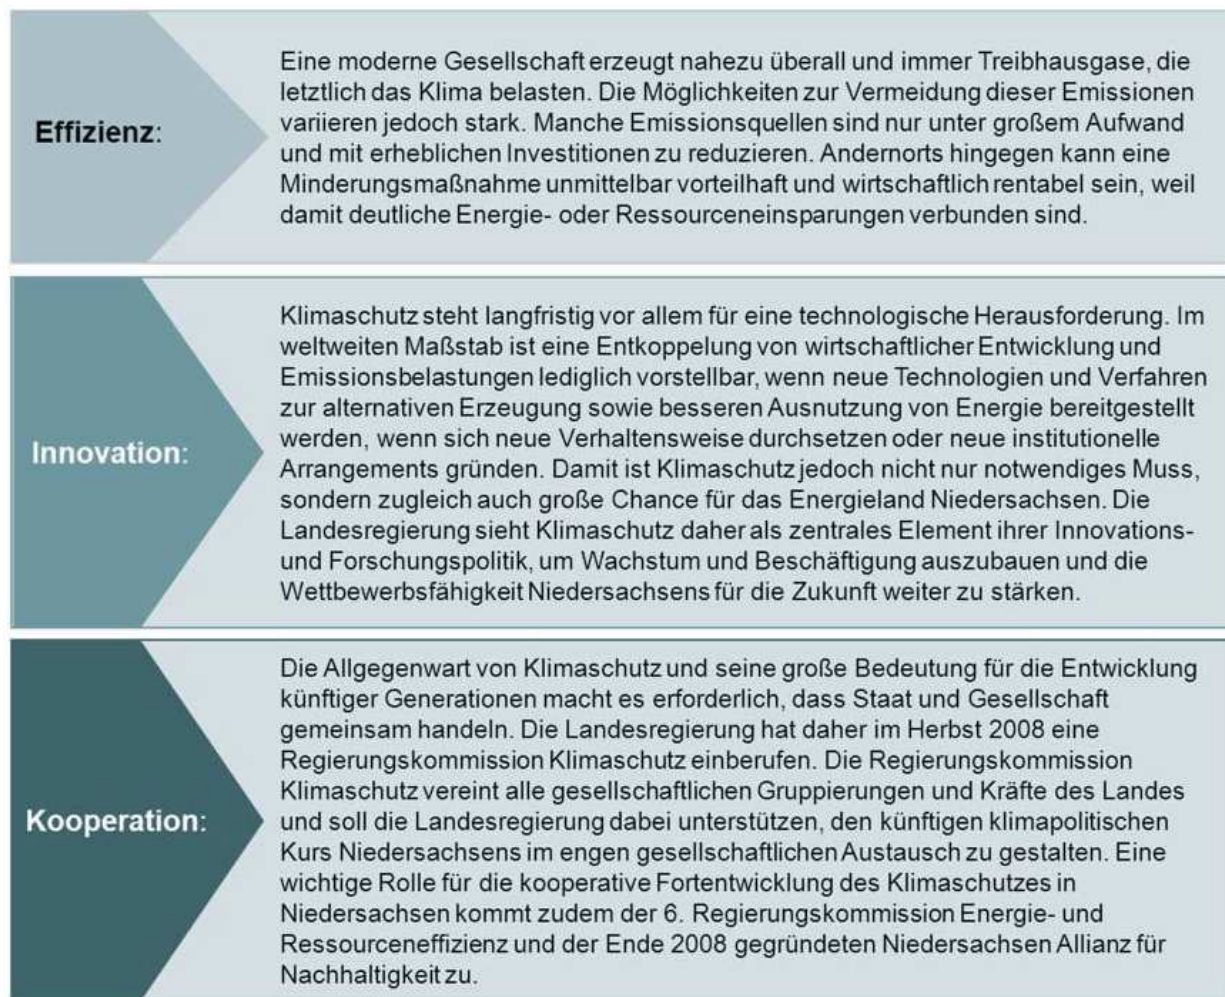 Effizienz:
Eine moderne Gesellschaft erzeugt nahezu überall und immer Treibhausgase, die
letztlich das Klima belasten. Die Möglichkeiten zur Vermeidung dieser Emissionen
variieren jedoch stark. Manche Emissionsquellen sind nur unter großem Aufwand
und mit erheblichen Investitionen zu reduzieren. Andernorts hingegen kann eine
Minderungsmaßnahme unmittelbar vorteilhaft und wirtschaftlich rentabel sein, weil
damit deutliche Energie- oder Ressourceneinsparungen verbunden sind.
Innovation:
Klimaschutz steht langfristig vor allem für eine technologische Herausforderung. Im
weltweiten Maßstab ist eine Entkoppelung von wirtschaftlicher Entwicklung und
Emissionsbelastungen lediglich vorstellbar, wenn neue Technologien und Verfahren
zur alternativen Erzeugung sowie besseren Ausnutzung von Energie bereitgestellt
werden, wenn sich neue Verhaltensweise durchsetzen oder neue institutionelle
Arrangements gründen. Damit ist Klimaschutz jedoch nicht nur notwendiges Muss,
sondern zugleich auch große Chance für das Energieland Niedersachsen. Die
Landesregierung sieht Klimaschutz daher als zentrales Element ihrer Innovations-
und Forschungspolitik, um Wachstum und Beschäftigung auszubauen und die
Wettbewerbsfähigkeit Niedersachsens für die Zukunft weiter zu stärken.
Kooperation:
Die Allgegenwart von Klimaschutz und seine große Bedeutung für die Entwicklung
künftiger Generationen macht es erforderlich, dass Staat und Gesellschaft
gemeinsam handeln. Die Landesregierung hat daher im Herbst 2008 eine
Regierungskommission Klimaschutz einberufen. Die Regierungskommission
Klimaschutz vereint alle gesellschaftlichen Gruppierungen und Kräfte des Landes
und soll die Landesregierung dabei unterstützen, den künftigen klimapolitischen
Kurs Niedersachsens im engen gesellschaftlichen Austausch zu gestalten. Eine
wichtige Rolle für die kooperative Fortentwicklung des Klimaschutzes in
Niedersachsen kommt zudem der 6. Regierungskommission Energie- und
Ressourceneffizienz und der Ende 2008 gegründeten Niedersachsen Allianz für
Nachhaltigkeit zu.